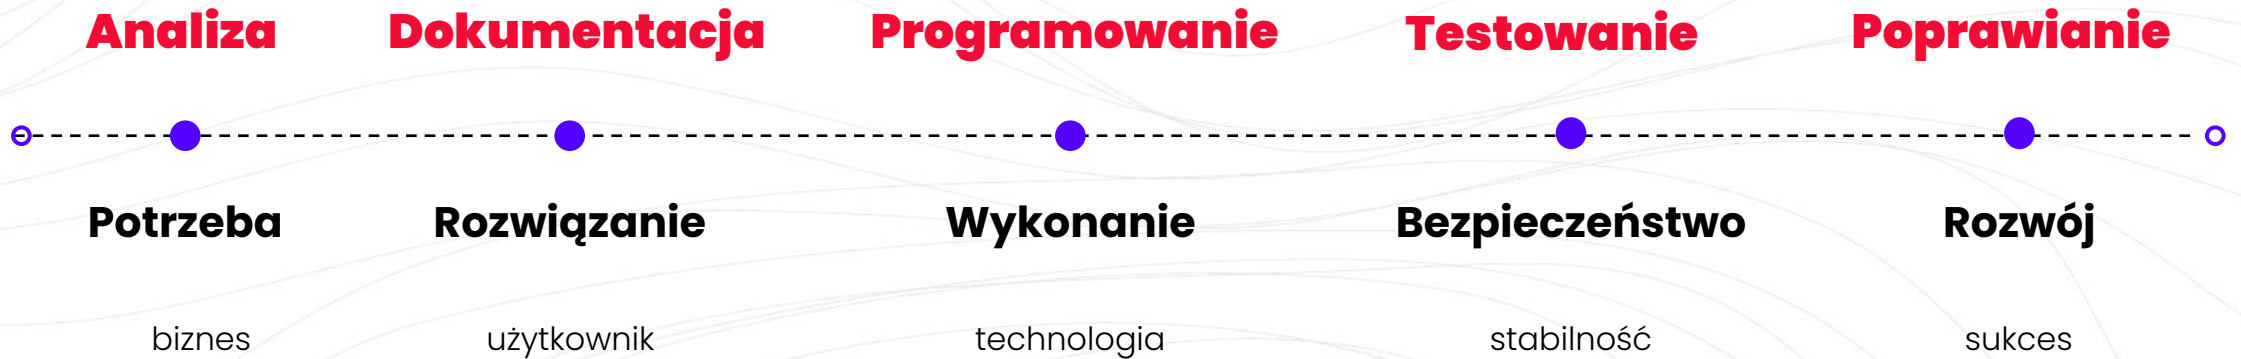 Analiza Dokumentacja Programowanie Testowanie Poprawianie
Potrzeba Rozwiązanie Wykonanie Bezpieczeństwo Rozwój
biznes użytkownik technologia stabilność sukces